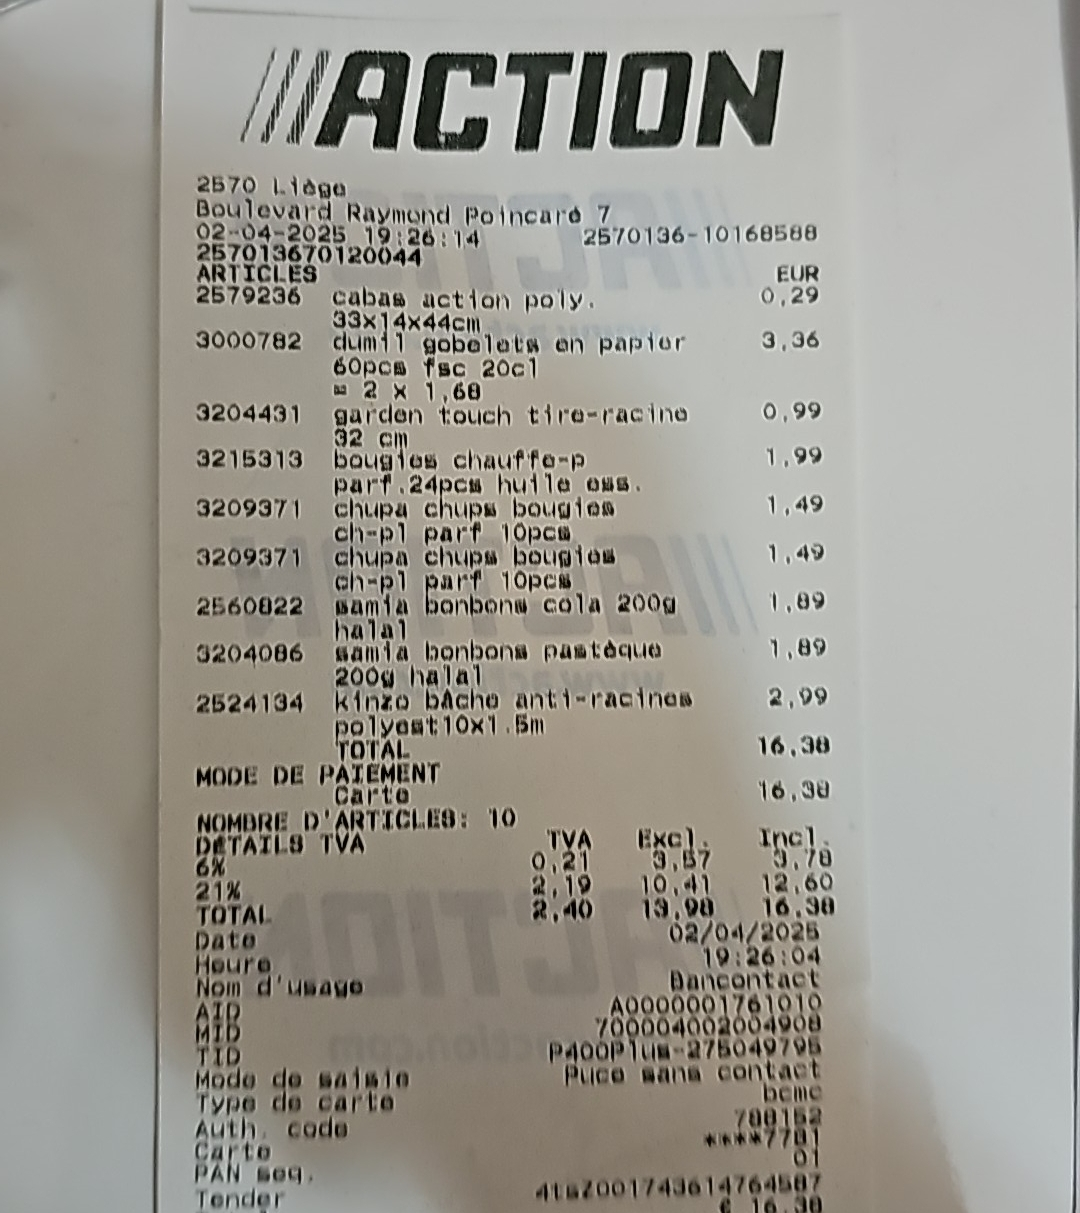 ///ACTION
2570 Liège
Boulevard Raymond Poincaré 7
02-04-2025 19:26:14 2570136-10168588
257013670120044
ARTICLES EUR
2579236 cabas action poly. 0,29
33x14x44cm
3000782 dumil gobelets en papier 3,36
60pcs fsc 20cl
= 2 x 1,68
3204431 garden touch tire-racine 0,99
32 cm
3215313 bougies chauffe-p 1,99
parf.24pcs huile ess.
3209371 chupa chups bougies 1,49
ch-pl parf 10pcs
3209371 chupa chups bougies 1,49
ch-pl parf 10pcs
2560822 samia bonbons cola 200g 1,89
halal
3204086 samia bonbons pastèque 1,89
200g halal
2524134 kinzo bâche anti-racines 2,99
polyest10x1.5m
TOTAL 16,38
MODE DE PAIEMENT
Carte 16,38
NOMBRE D'ARTICLES: 10
DÉTAILS TVA TVA Excl. Incl.
6% 0,21 3,57 3,78
21% 2,19 10,41 12,60
TOTAL 2,40 13,98 16,38
Date 02/04/2025
Heure 19:26:04
Nom d'usage Bancontact
AID A0000001761010
MID 700004002004908
TID P400Plus-275049795
Mode de saisie Puce sans contact
Type de carte bcmc
Auth. code 788152
Carte ****7781
PAN seq. 01
Tender 4tsZ001743614764587
€ 16,38